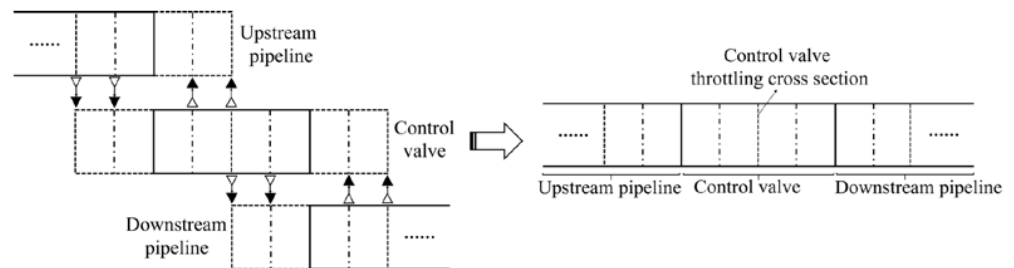 ......
Upstream
pipeline
Control
valve
Downstream
pipeline
......
Control valve
throttling cross section
......
......
Upstream pipeline
Control valve
Downstream pipeline